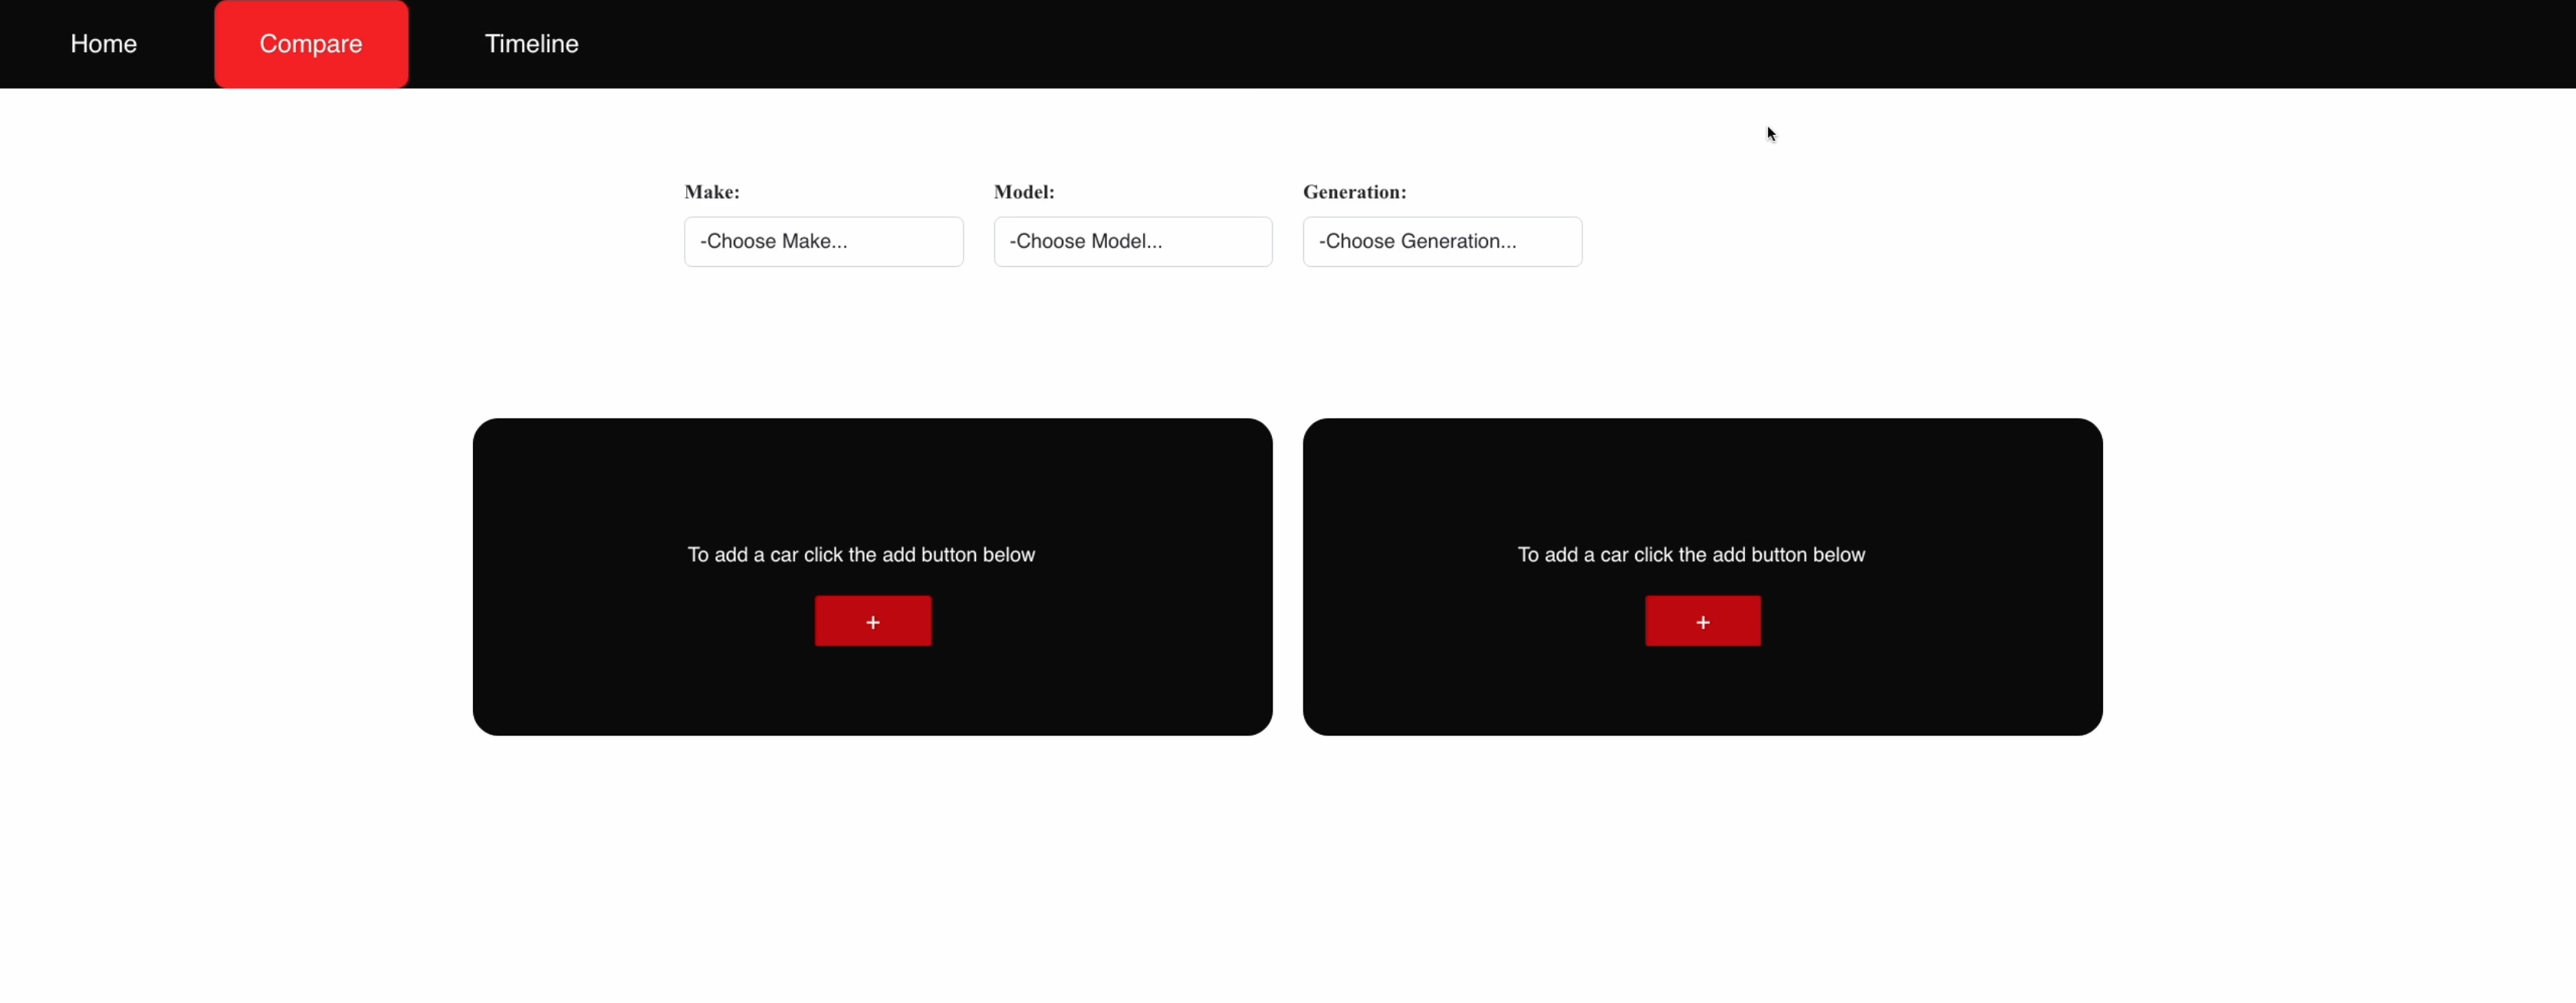 Home Compare Timeline
Make: Model: Generation:
-Choose Make... -Choose Model... -Choose Generation...
To add a car click the add button below To add a car click the add button below
+ +